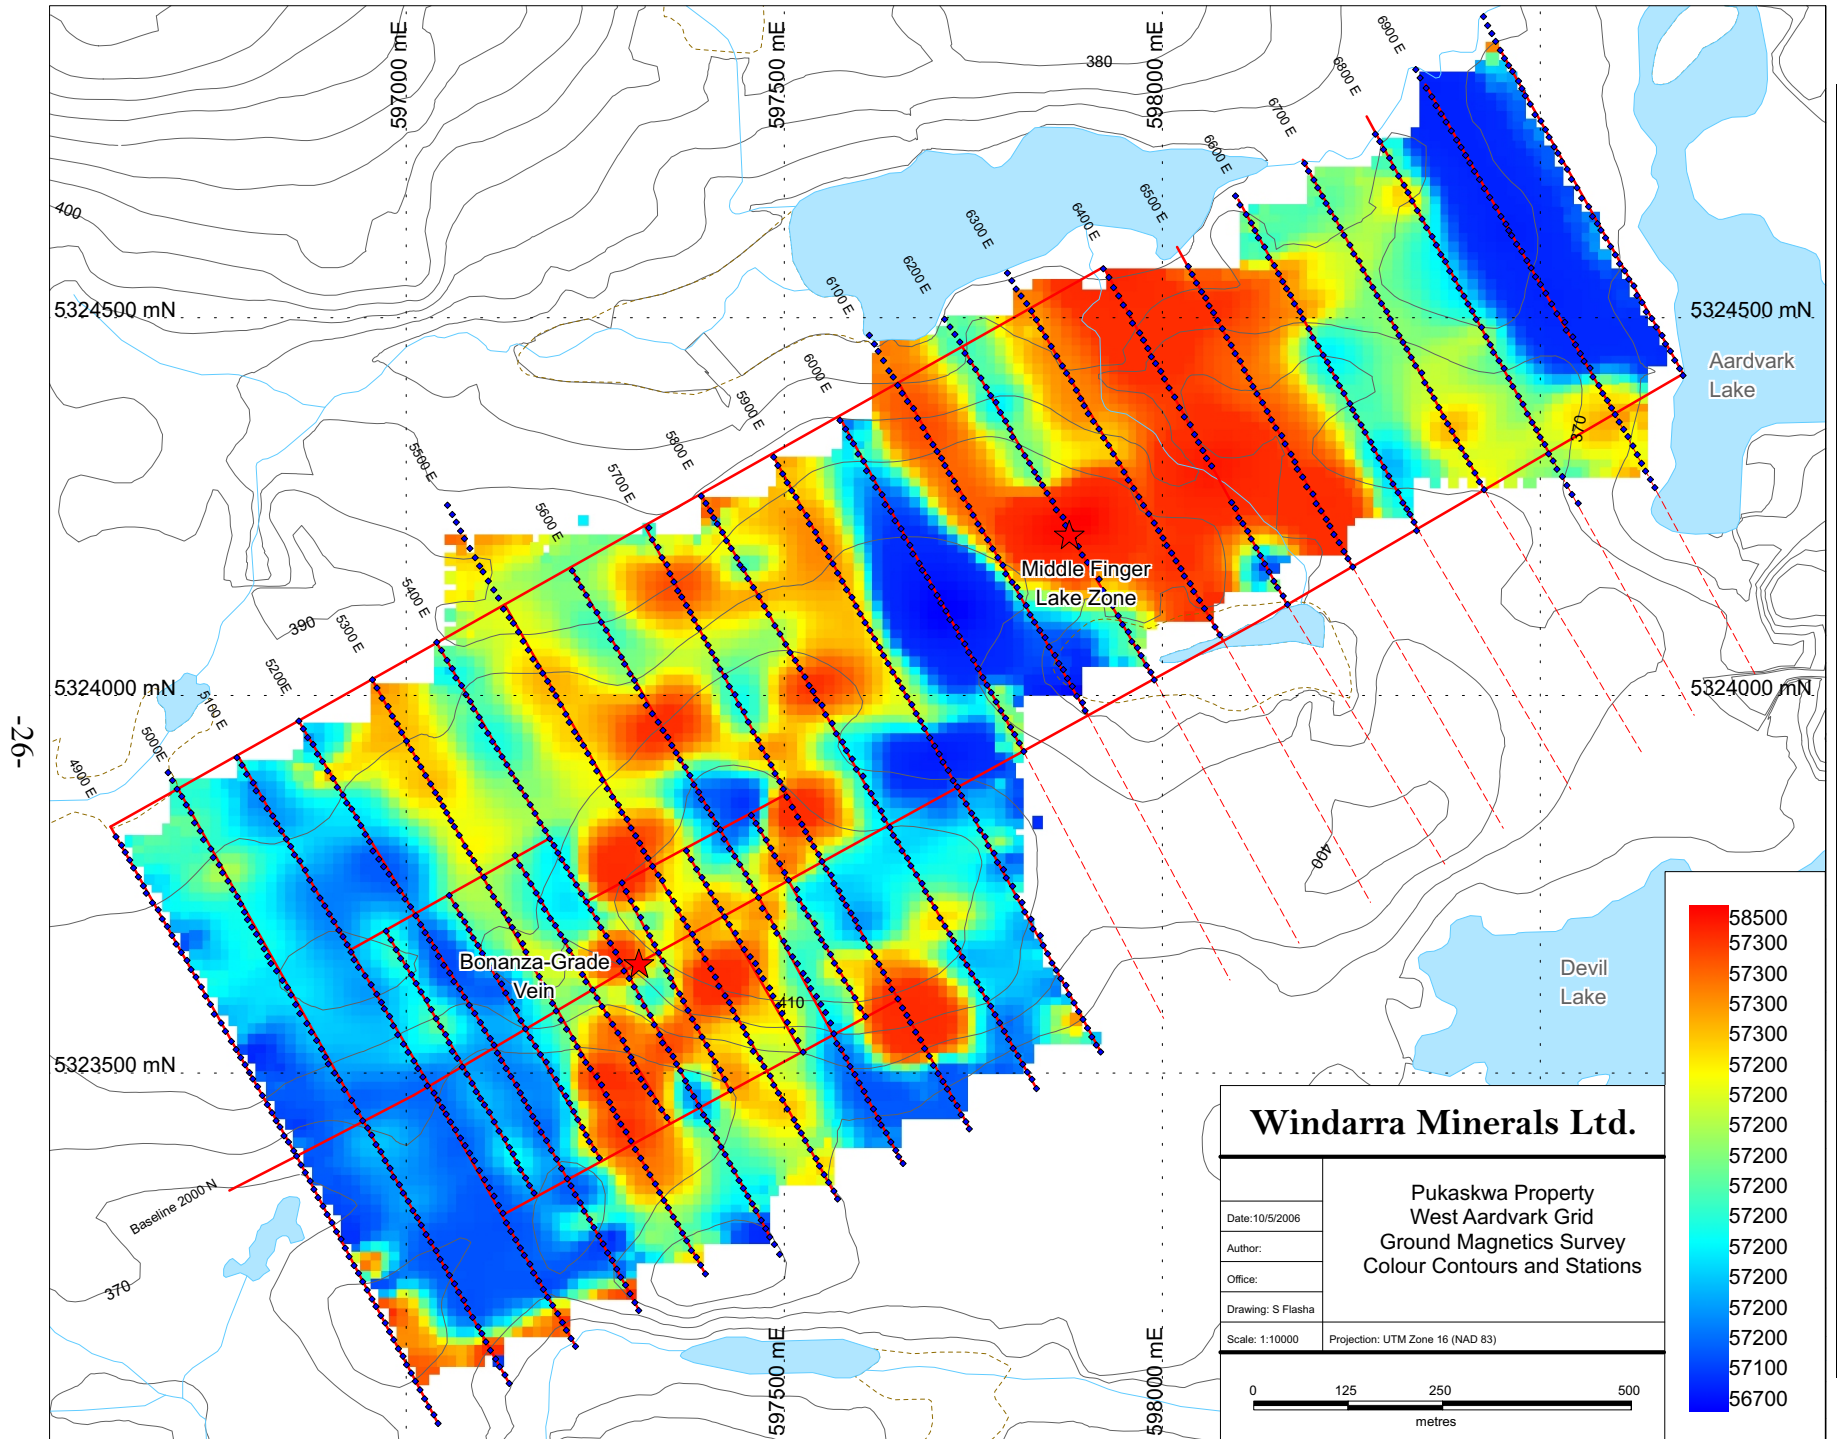 597000 mE
597500 mE
598000 mE
380
400
6900 E
6800 E
6700 E
6600 E
6500 E
6400 E
6300 E
6200 E
6100 E
6000 E
5900 E
5800 E
5700 E
5600 E
5500 E
5400 E
5300 E
5200E
5100 E
5000E
4900 E
5324500 mN
5324500 mN
Aardvark
Lake
370
390
Middle Finger
Lake Zone
5324000 mN
5324000 mN
-26-
400
Bonanza-Grade
Vein
410
Devil
Lake
5323500 mN
Baseline 2000 N
370
597500 mE
598000 mE
58500
57300
57300
57300
57300
57200
57200
57200
57200
57200
57200
57200
57200
57200
57200
57100
56700
Windarra Minerals Ltd.
Pukaskwa Property
West Aardvark Grid
Ground Magnetics Survey
Colour Contours and Stations
Date:10/5/2006
Author:
Office:
Drawing: S Flasha
Scale: 1:10000
Projection: UTM Zone 16 (NAD 83)
0 125 250 500
metres